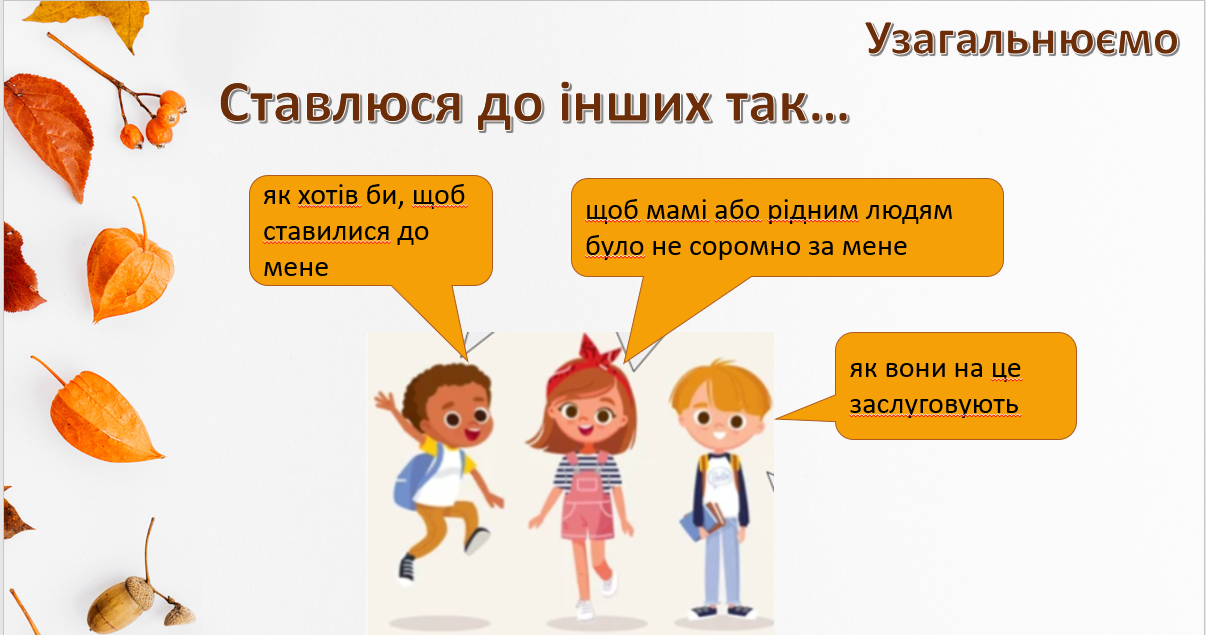 Узагальнюємо
Ставлюся до інших так...
як хотів би, щоб
ставилися до
мене
щоб мамі або рідним людям
було не соромно за мене
як вони на це
заслуговують